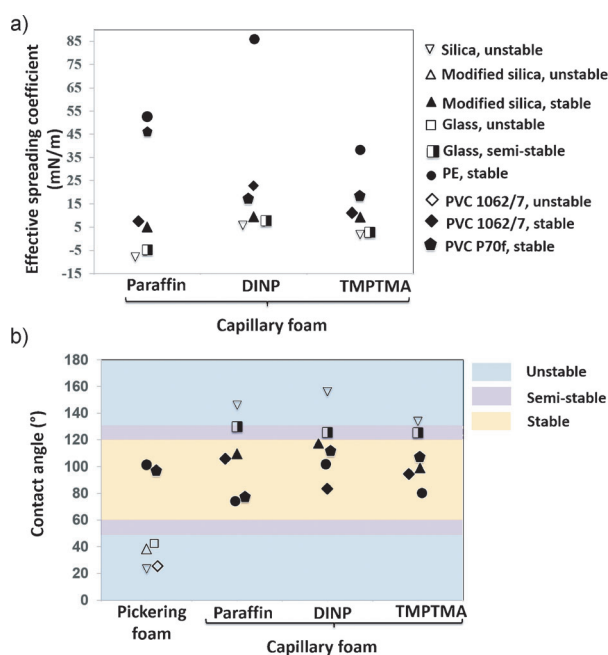 a)
Effective spreading coefficient
(mN/m)
85
75
65
55
45
35
25
15
5
-5
-15
Paraffin DINP TMPTMA
Capillary foam
Silica, unstable
Modified silica, unstable
Modified silica, stable
Glass, unstable
Glass, semi-stable
PE, stable
PVC 1062/7, unstable
PVC 1062/7, stable
PVC P70f, stable
b)
Contact angle (°)
180
160
140
120
100
80
60
40
20
0
Pickering
foam
Paraffin DINP TMPTMA
Capillary foam
Unstable
Semi-stable
Stable